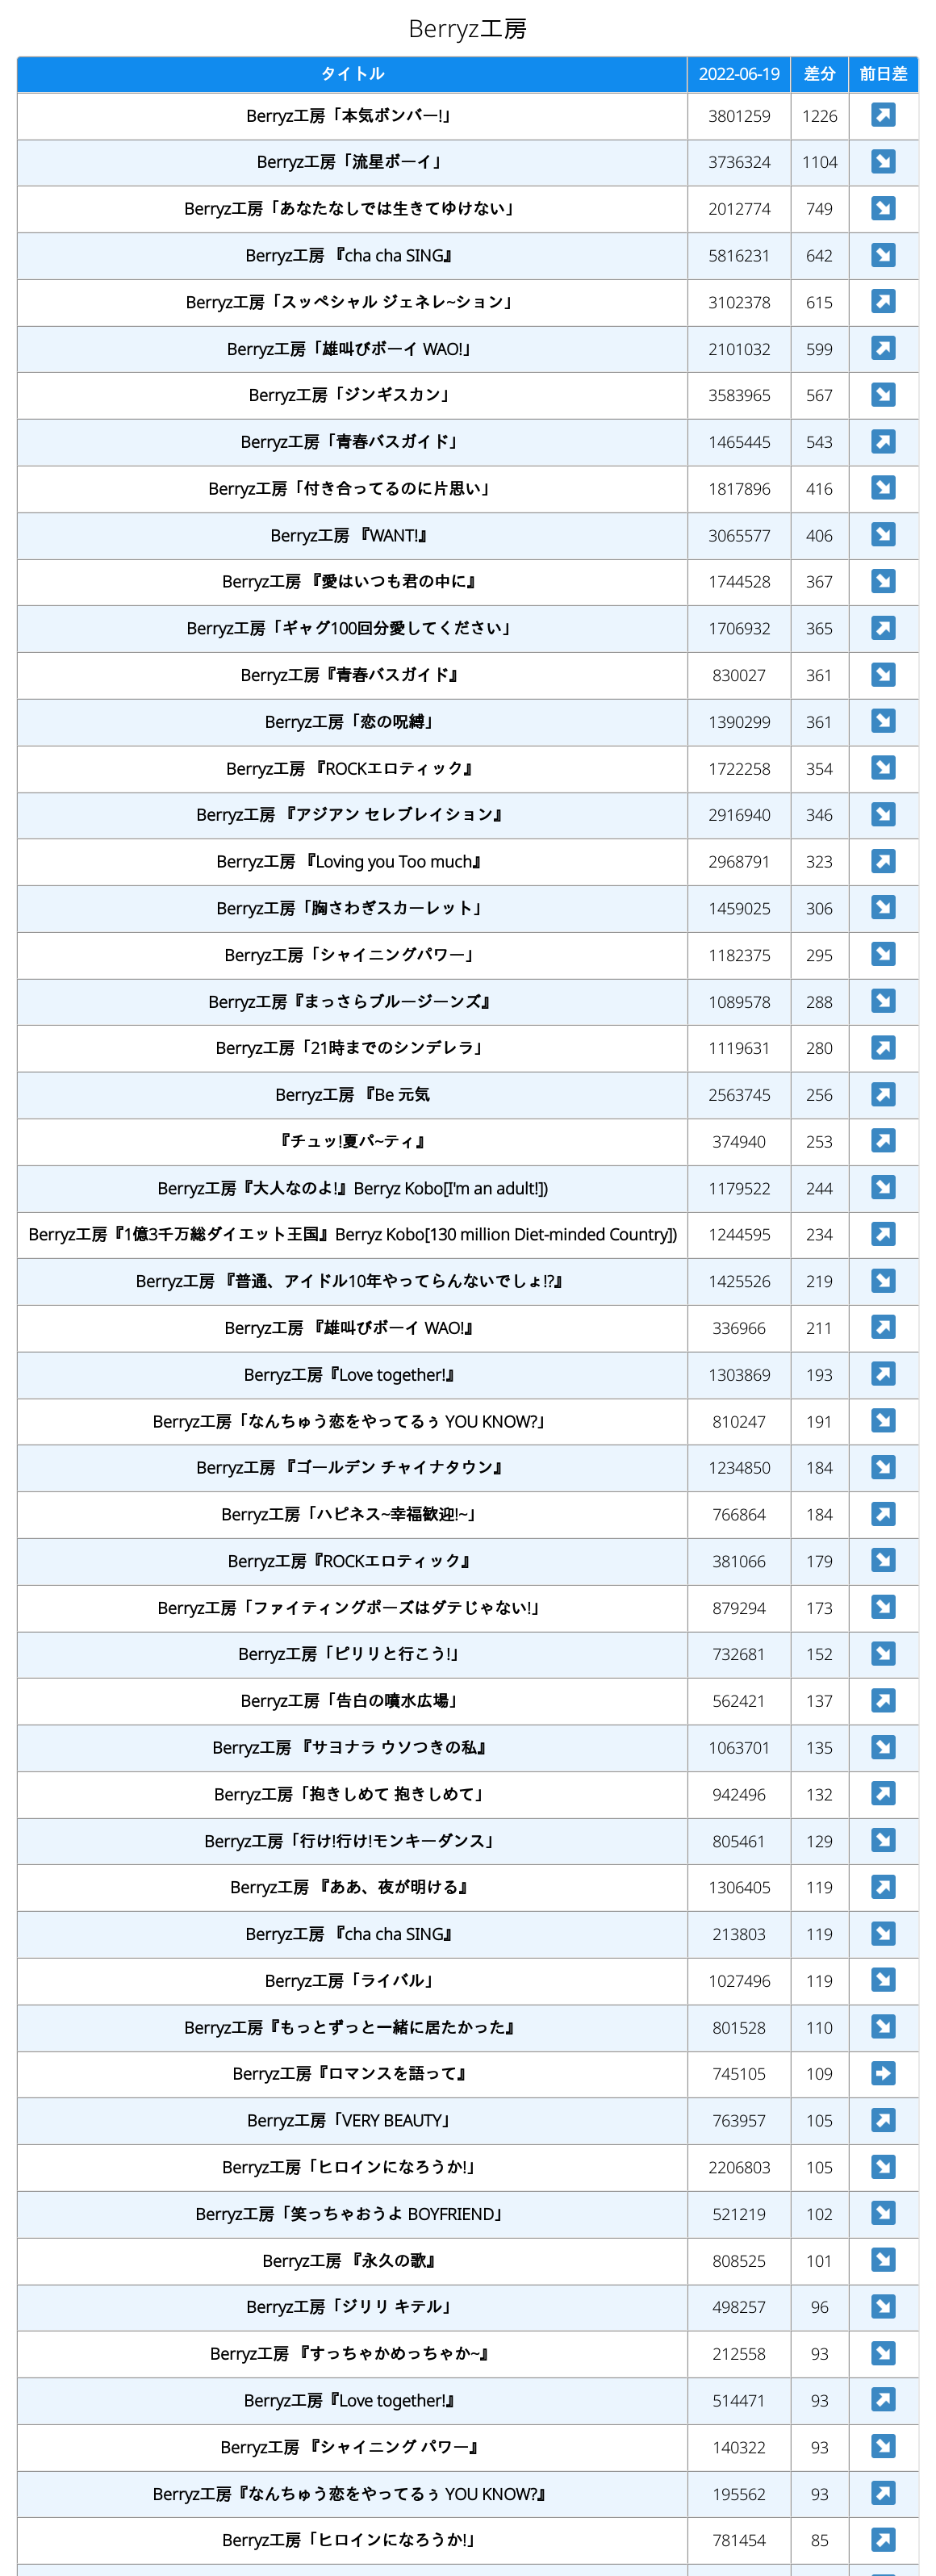 Berryz工房
タイトル 2022-06-19 差分 前日差
Berryz工房「本気ボンバー!」 3801259 1226
Berryz工房「流星ボーイ」 3736324 1104
Berryz工房「あなたなしでは生きてゆけない」 2012774 749
Berryz工房 『cha cha SING』 5816231 642
Berryz工房「スッペシャル ジェネレ~ション」 3102378 615
Berryz工房「雄叫びボーイ WAO!」 2101032 599
Berryz工房「ジンギスカン」 3583965 567
Berryz工房「青春バスガイド」 1465445 543
Berryz工房「付き合ってるのに片思い」 1817896 416
Berryz工房 『WANT!』 3065577 406
Berryz工房 『愛はいつも君の中に』 1744528 367
Berryz工房「ギャグ100回分愛してください」 1706932 365
Berryz工房『青春バスガイド』 830027 361
Berryz工房「恋の呪縛」 1390299 361
Berryz工房 『ROCKエロティック』 1722258 354
Berryz工房 『アジアン セレブレイション』 2916940 346
Berryz工房 『Loving you Too much』 2968791 323
Berryz工房「胸さわぎスカーレット」 1459025 306
Berryz工房「シャイニングパワー」 1182375 295
Berryz工房『まっさらブルージーンズ』 1089578 288
Berryz工房「21時までのシンデレラ」 1119631 280
Berryz工房 『Be 元気 2563745 256
『チュッ!夏パ~ティ』 374940 253
Berryz工房『大人なのよ!』Berryz Kobo[I'm an adult!]) 1179522 244
Berryz工房『1億3千万総ダイエット王国』Berryz Kobo[130 million Diet-minded Country]) 1244595 234
Berryz工房 『普通、アイドル10年やってらんないでしょ!?』 1425526 219
Berryz工房 『雄叫びボーイ WAO!』 336966 211
Berryz工房『Love together!』 1303869 193
Berryz工房「なんちゅう恋をやってるぅ YOU KNOW?」 810247 191
Berryz工房 『ゴールデン チャイナタウン』 1234850 184
Berryz工房「ハピネス~幸福歓迎!~」 766864 184
Berryz工房『ROCKエロティック』 381066 179
Berryz工房「ファイティングポーズはダテじゃない!」 879294 173
Berryz工房「ピリリと行こう!」 732681 152
Berryz工房「告白の噴水広場」 562421 137
Berryz工房 『サヨナラ ウソつきの私』 1063701 135
Berryz工房「抱きしめて 抱きしめて」 942496 132
Berryz工房「行け!行け!モンキーダンス」 805461 129
Berryz工房 『ああ、夜が明ける』 1306405 119
Berryz工房 『cha cha SING』 213803 119
Berryz工房「ライバル」 1027496 119
Berryz工房『もっとずっと一緒に居たかった』 801528 110
Berryz工房『ロマンスを語って』 745105 109
Berryz工房「VERY BEAUTY」 763957 105
Berryz工房「ヒロインになろうか!」 2206803 105
Berryz工房「笑っちゃおうよ BOYFRIEND」 521219 102
Berryz工房 『永久の歌』 808525 101
Berryz工房「ジリリ キテル」 498257 96
Berryz工房 『すっちゃかめっちゃか~』 212558 93
Berryz工房『Love together!』 514471 93
Berryz工房 『シャイニング パワー』 140322 93
Berryz工房『なんちゅう恋をやってるぅ YOU KNOW?』 195562 93
Berryz工房「ヒロインになろうか!」 781454 85